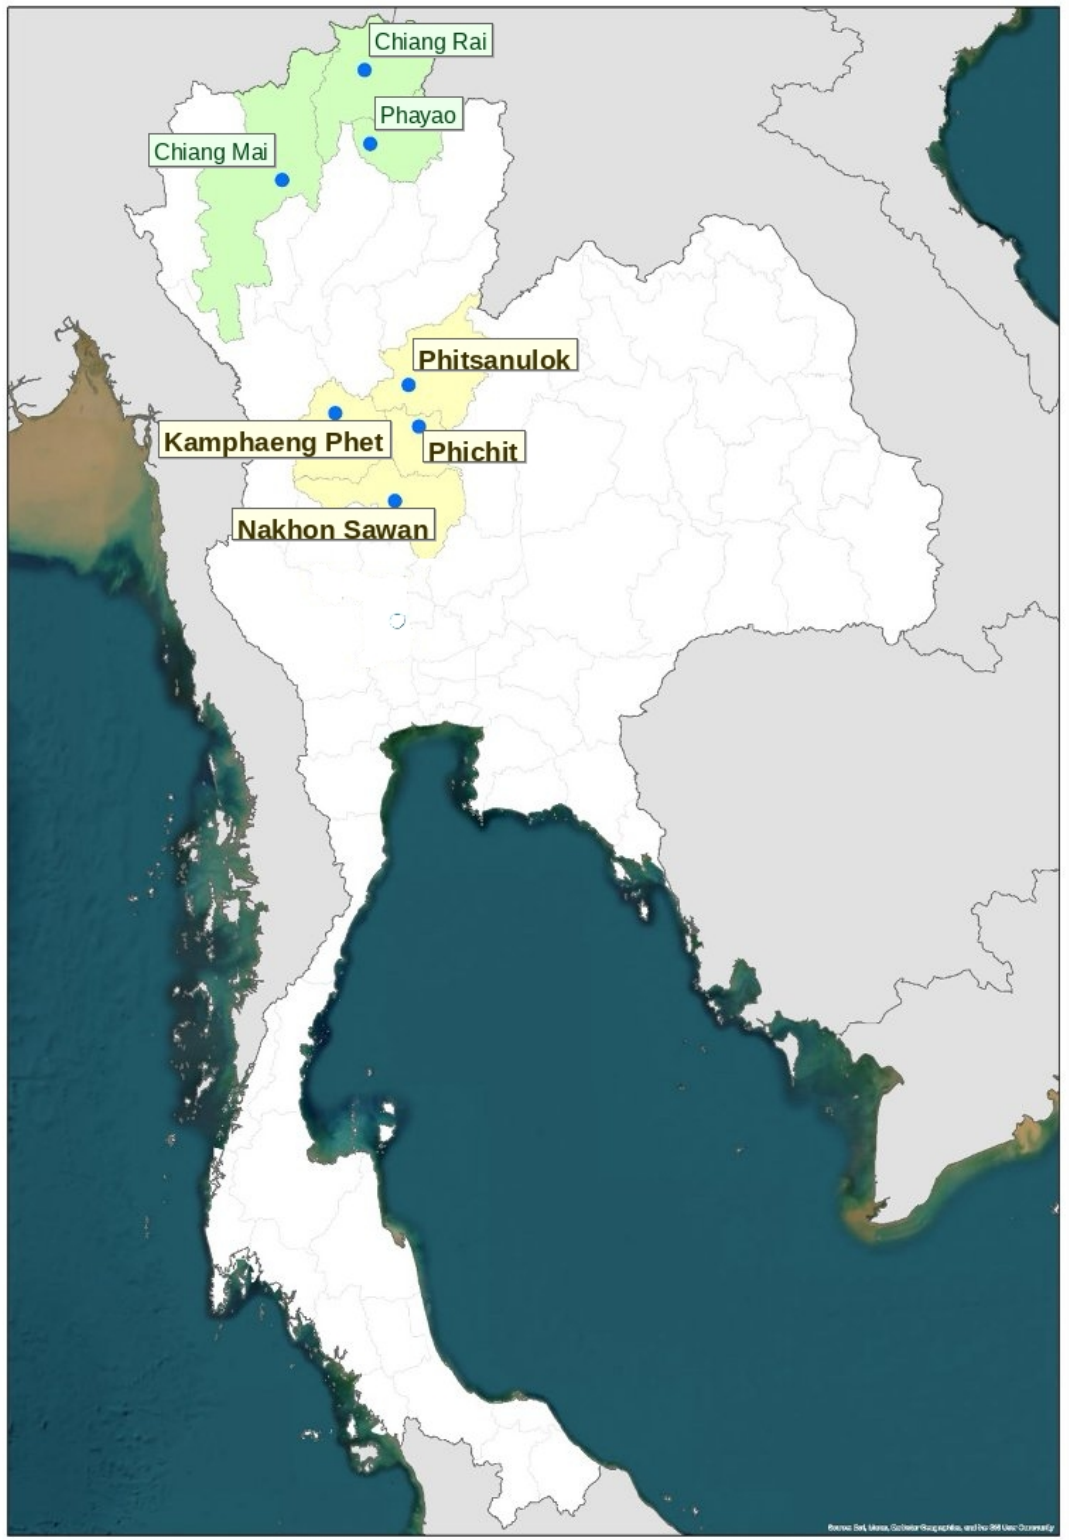 Chiang Rai
Phayao
Chiang Mai
Phitsanulok
Kamphaeng Phet
Phichit
Nakhon Sawan